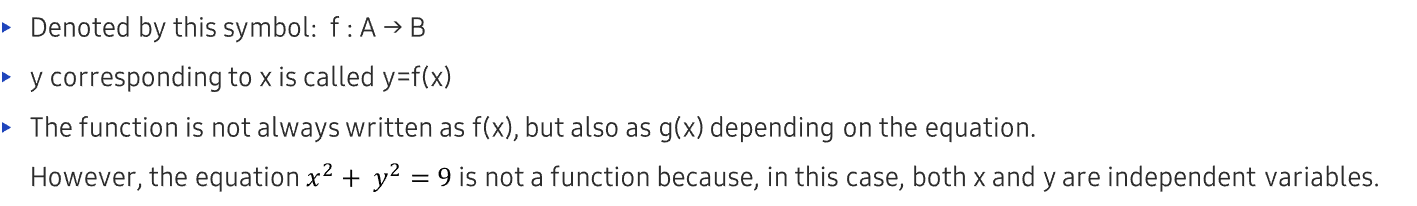 ▸ Denoted by this symbol: f : A → B
▸ y corresponding to x is called y=f(x)
▸ The function is not always written as f(x), but also as g(x) depending on the equation.
However, the equation x² + y² = 9 is not a function because, in this case, both x and y are independent variables.